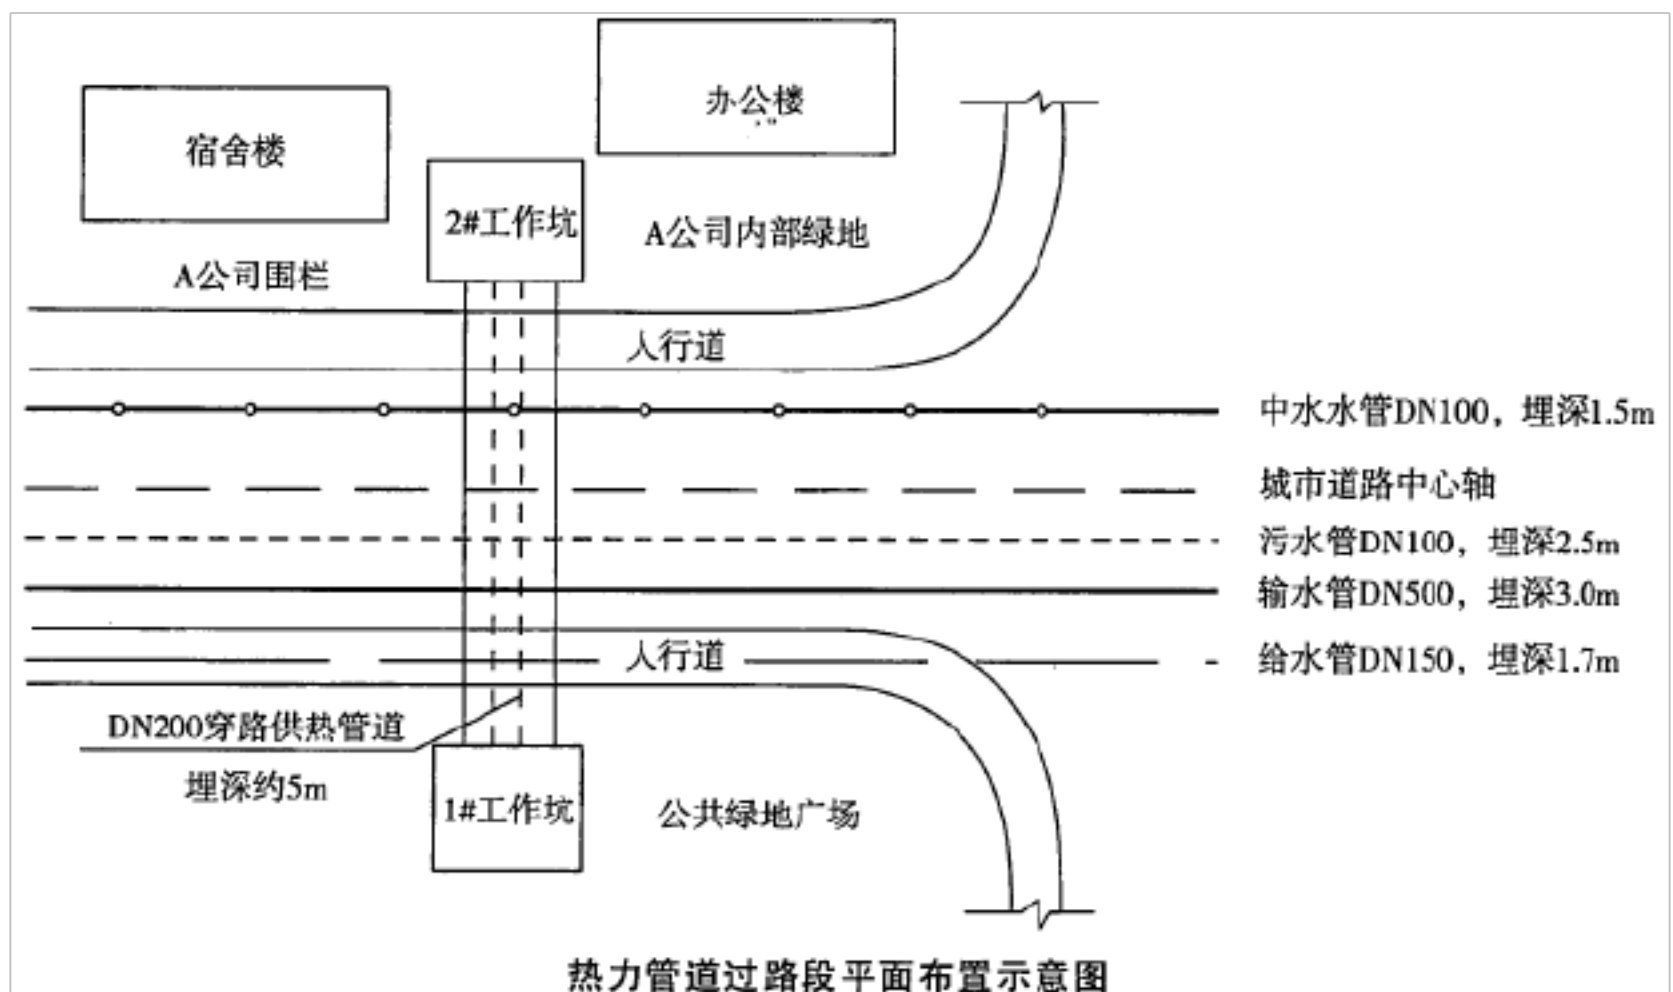 办公楼
宿舍楼
2#工作坑
A公司内部绿地
A公司围栏
人行道
中水水管DN100，埋深1.5m
城市道路中心轴
污水管DN100，埋深2.5m
输水管DN500，埋深3.0m
人行道
给水管DN150，埋深1.7m
DN200穿路供热管道
埋深约5m
1#工作坑
公共绿地广场
热力管道过路段平面布置示意图